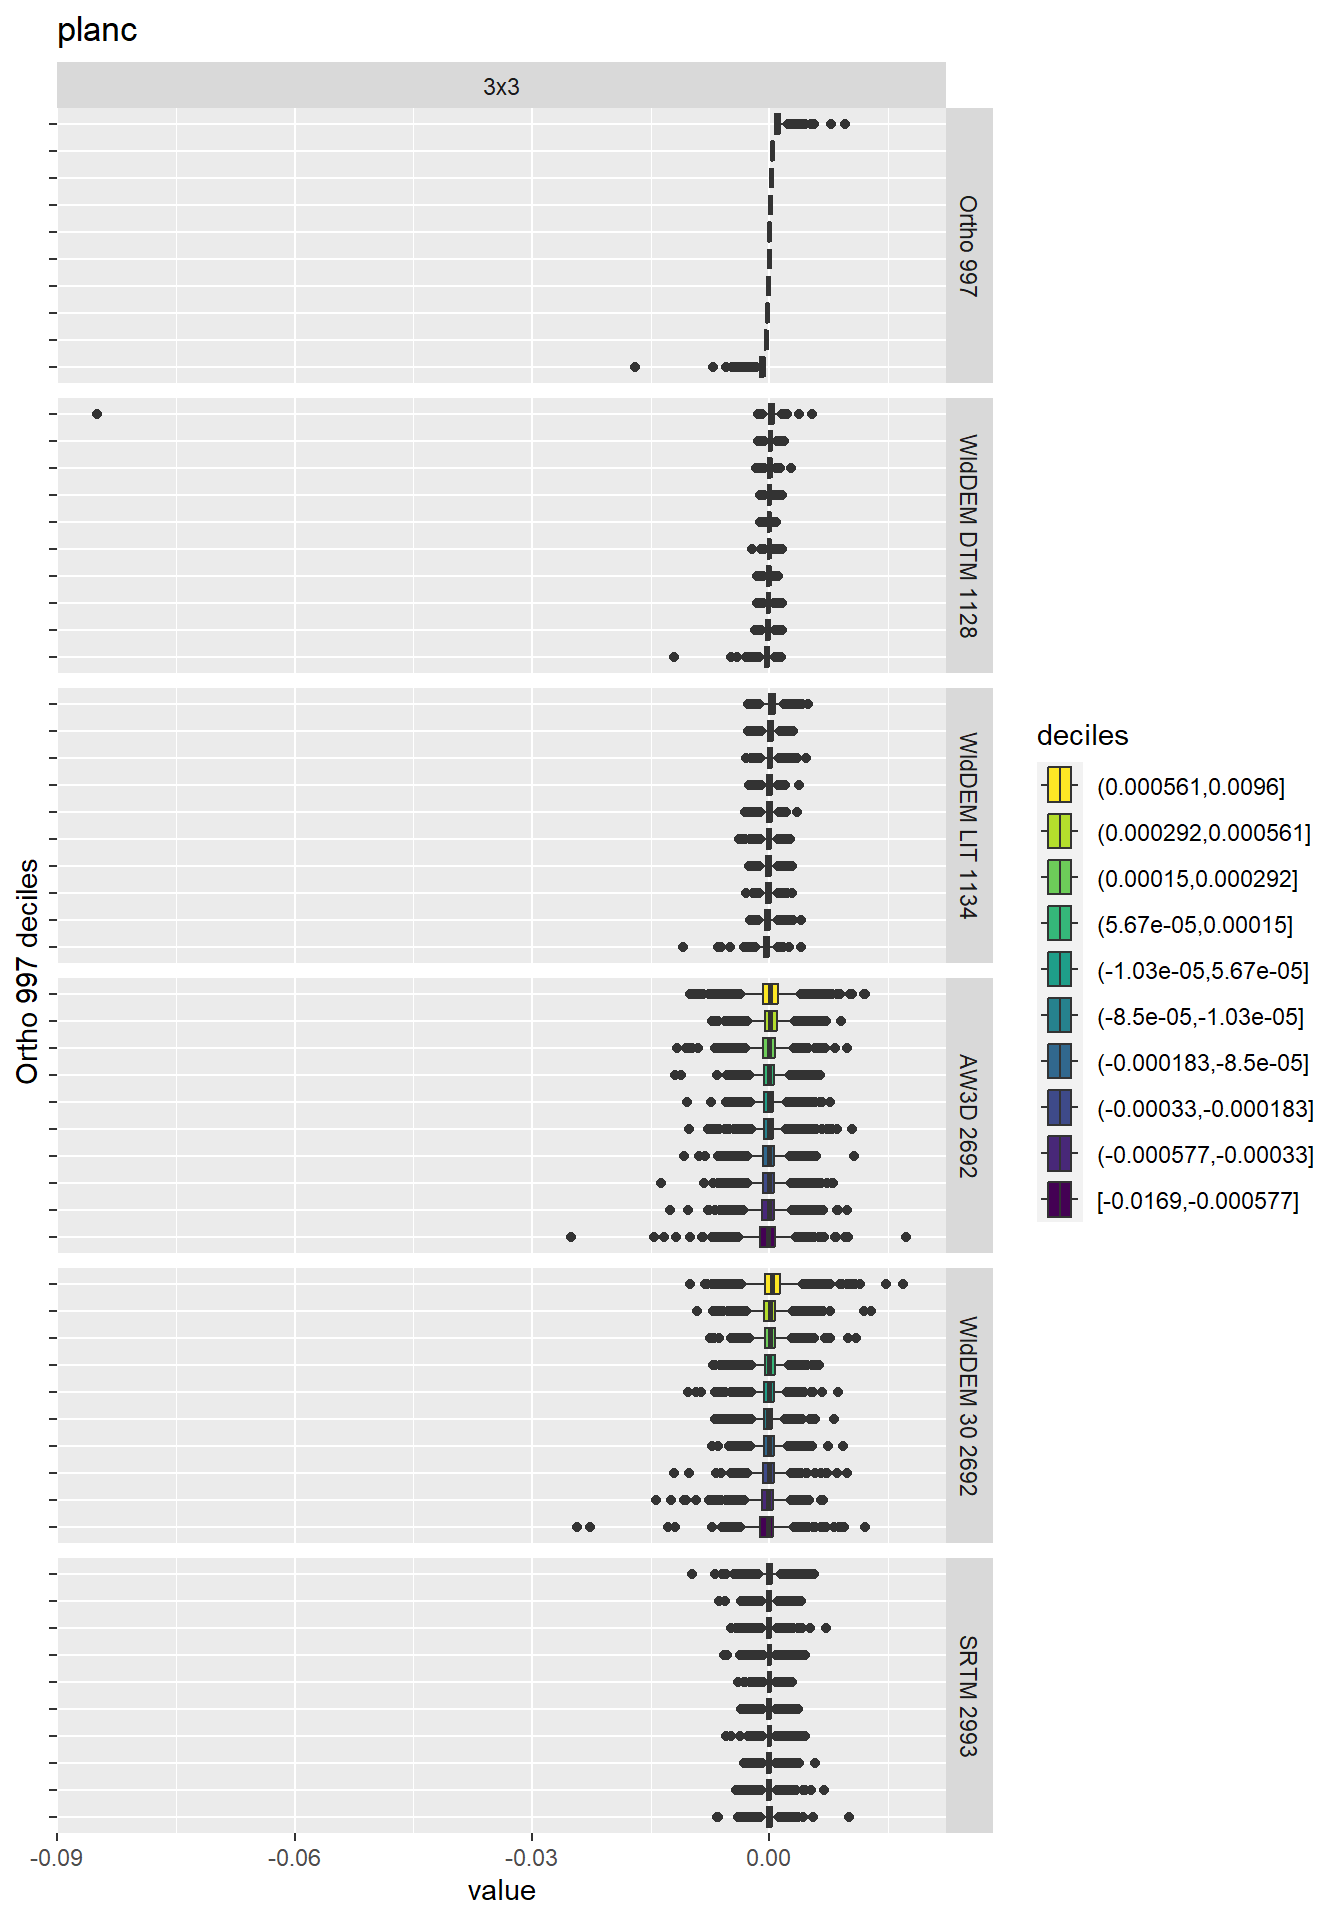 planc
3x3
Ortho 997
WldDEM DTM 1128
WldDEM LIT 1134
AW3D 2692
WldDEM 30 2692
SRTM 2993
Ortho 997 deciles
-0.09
-0.06
-0.03
0.00
value
deciles
(0.000561,0.0096]
(0.000292,0.000561]
(0.00015,0.000292]
(5.67e-05,0.00015]
(-1.03e-05,5.67e-05]
(-8.5e-05,-1.03e-05]
(-0.000183,-8.5e-05]
(-0.00033,-0.000183]
(-0.000577,-0.00033]
[-0.0169,-0.000577]